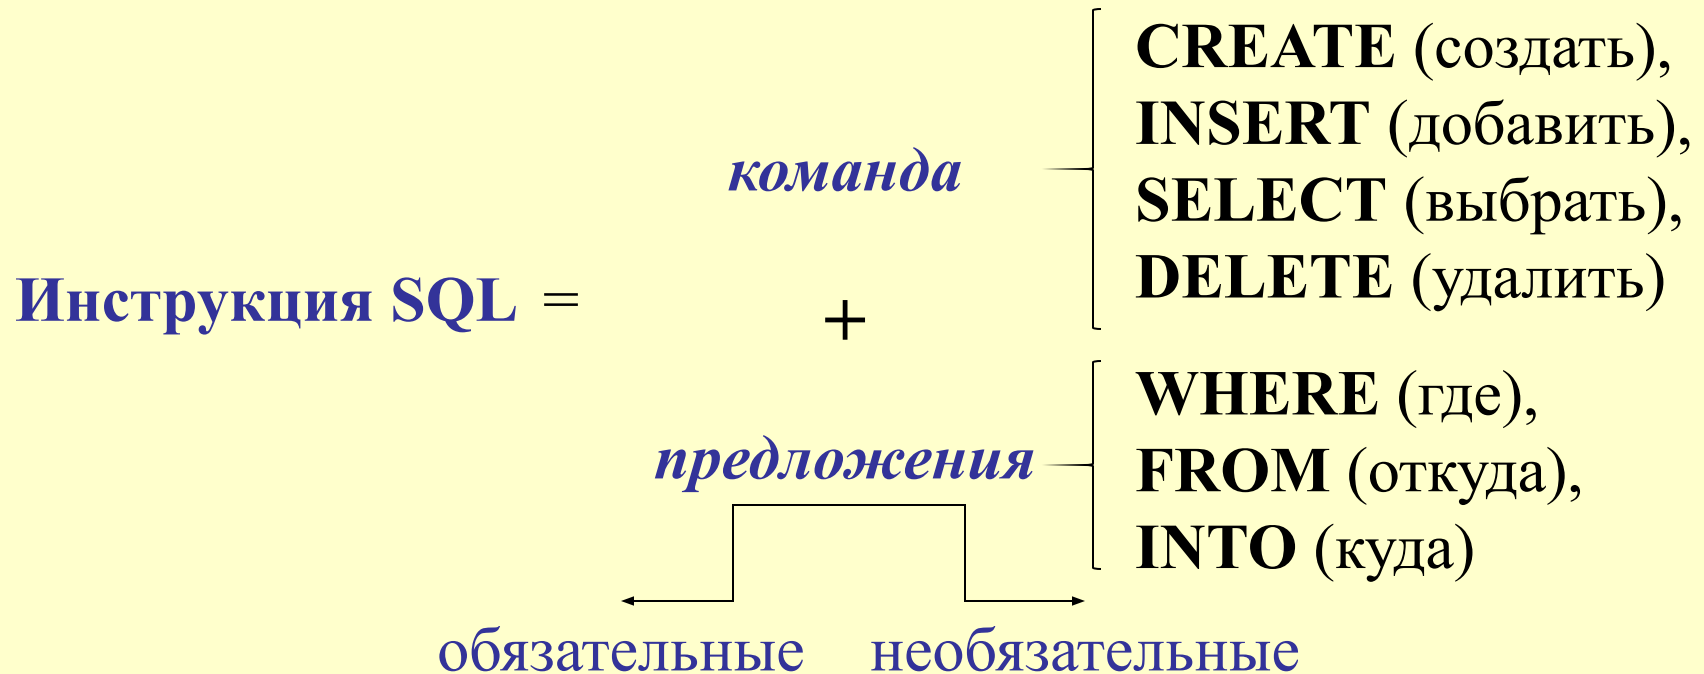 CREATE (создать),
INSERT (добавить),
команда
SELECT (выбрать),
DELETE (удалить)
Инструкция SQL =
+
WHERE (где),
предложения
FROM (откуда),
INTO (куда)
обязательные необязательные